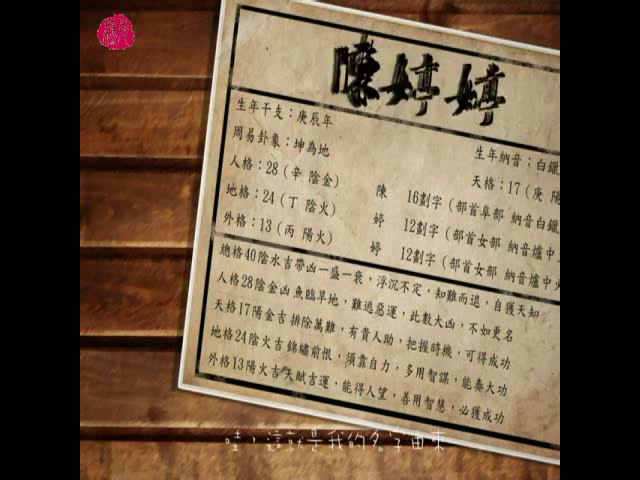 陳婷婷
生年干支：庚辰年
生年納音：白鑞
周易卦象：坤為地
天格：17（庚 陽
人格：28（辛 陰金）
陳 16劃字（部首阜部 納音白鑞
地格：24（丁 陰火）
婷 12劃字（部首女部 納音爐中
外格：13（丙 陽火）
婷 12劃字（部首女部 納音爐中火
總格40陰水吉帶凶一盛一衰，浮沉不定，知難而退，自獲天知
人格28陰金凶魚臨旱地，難逃惡運，此數大凶，不如更名
天格17陽金吉排除萬難，有貴人助，把握時機，可得成功
地格24陰火吉錦繡前恨，須靠自力，多用智謀，能奏大功
外格13陽火吉天賦吉運，能得人望，善用智慧，必獲成功
哇，這就是我的名字由來